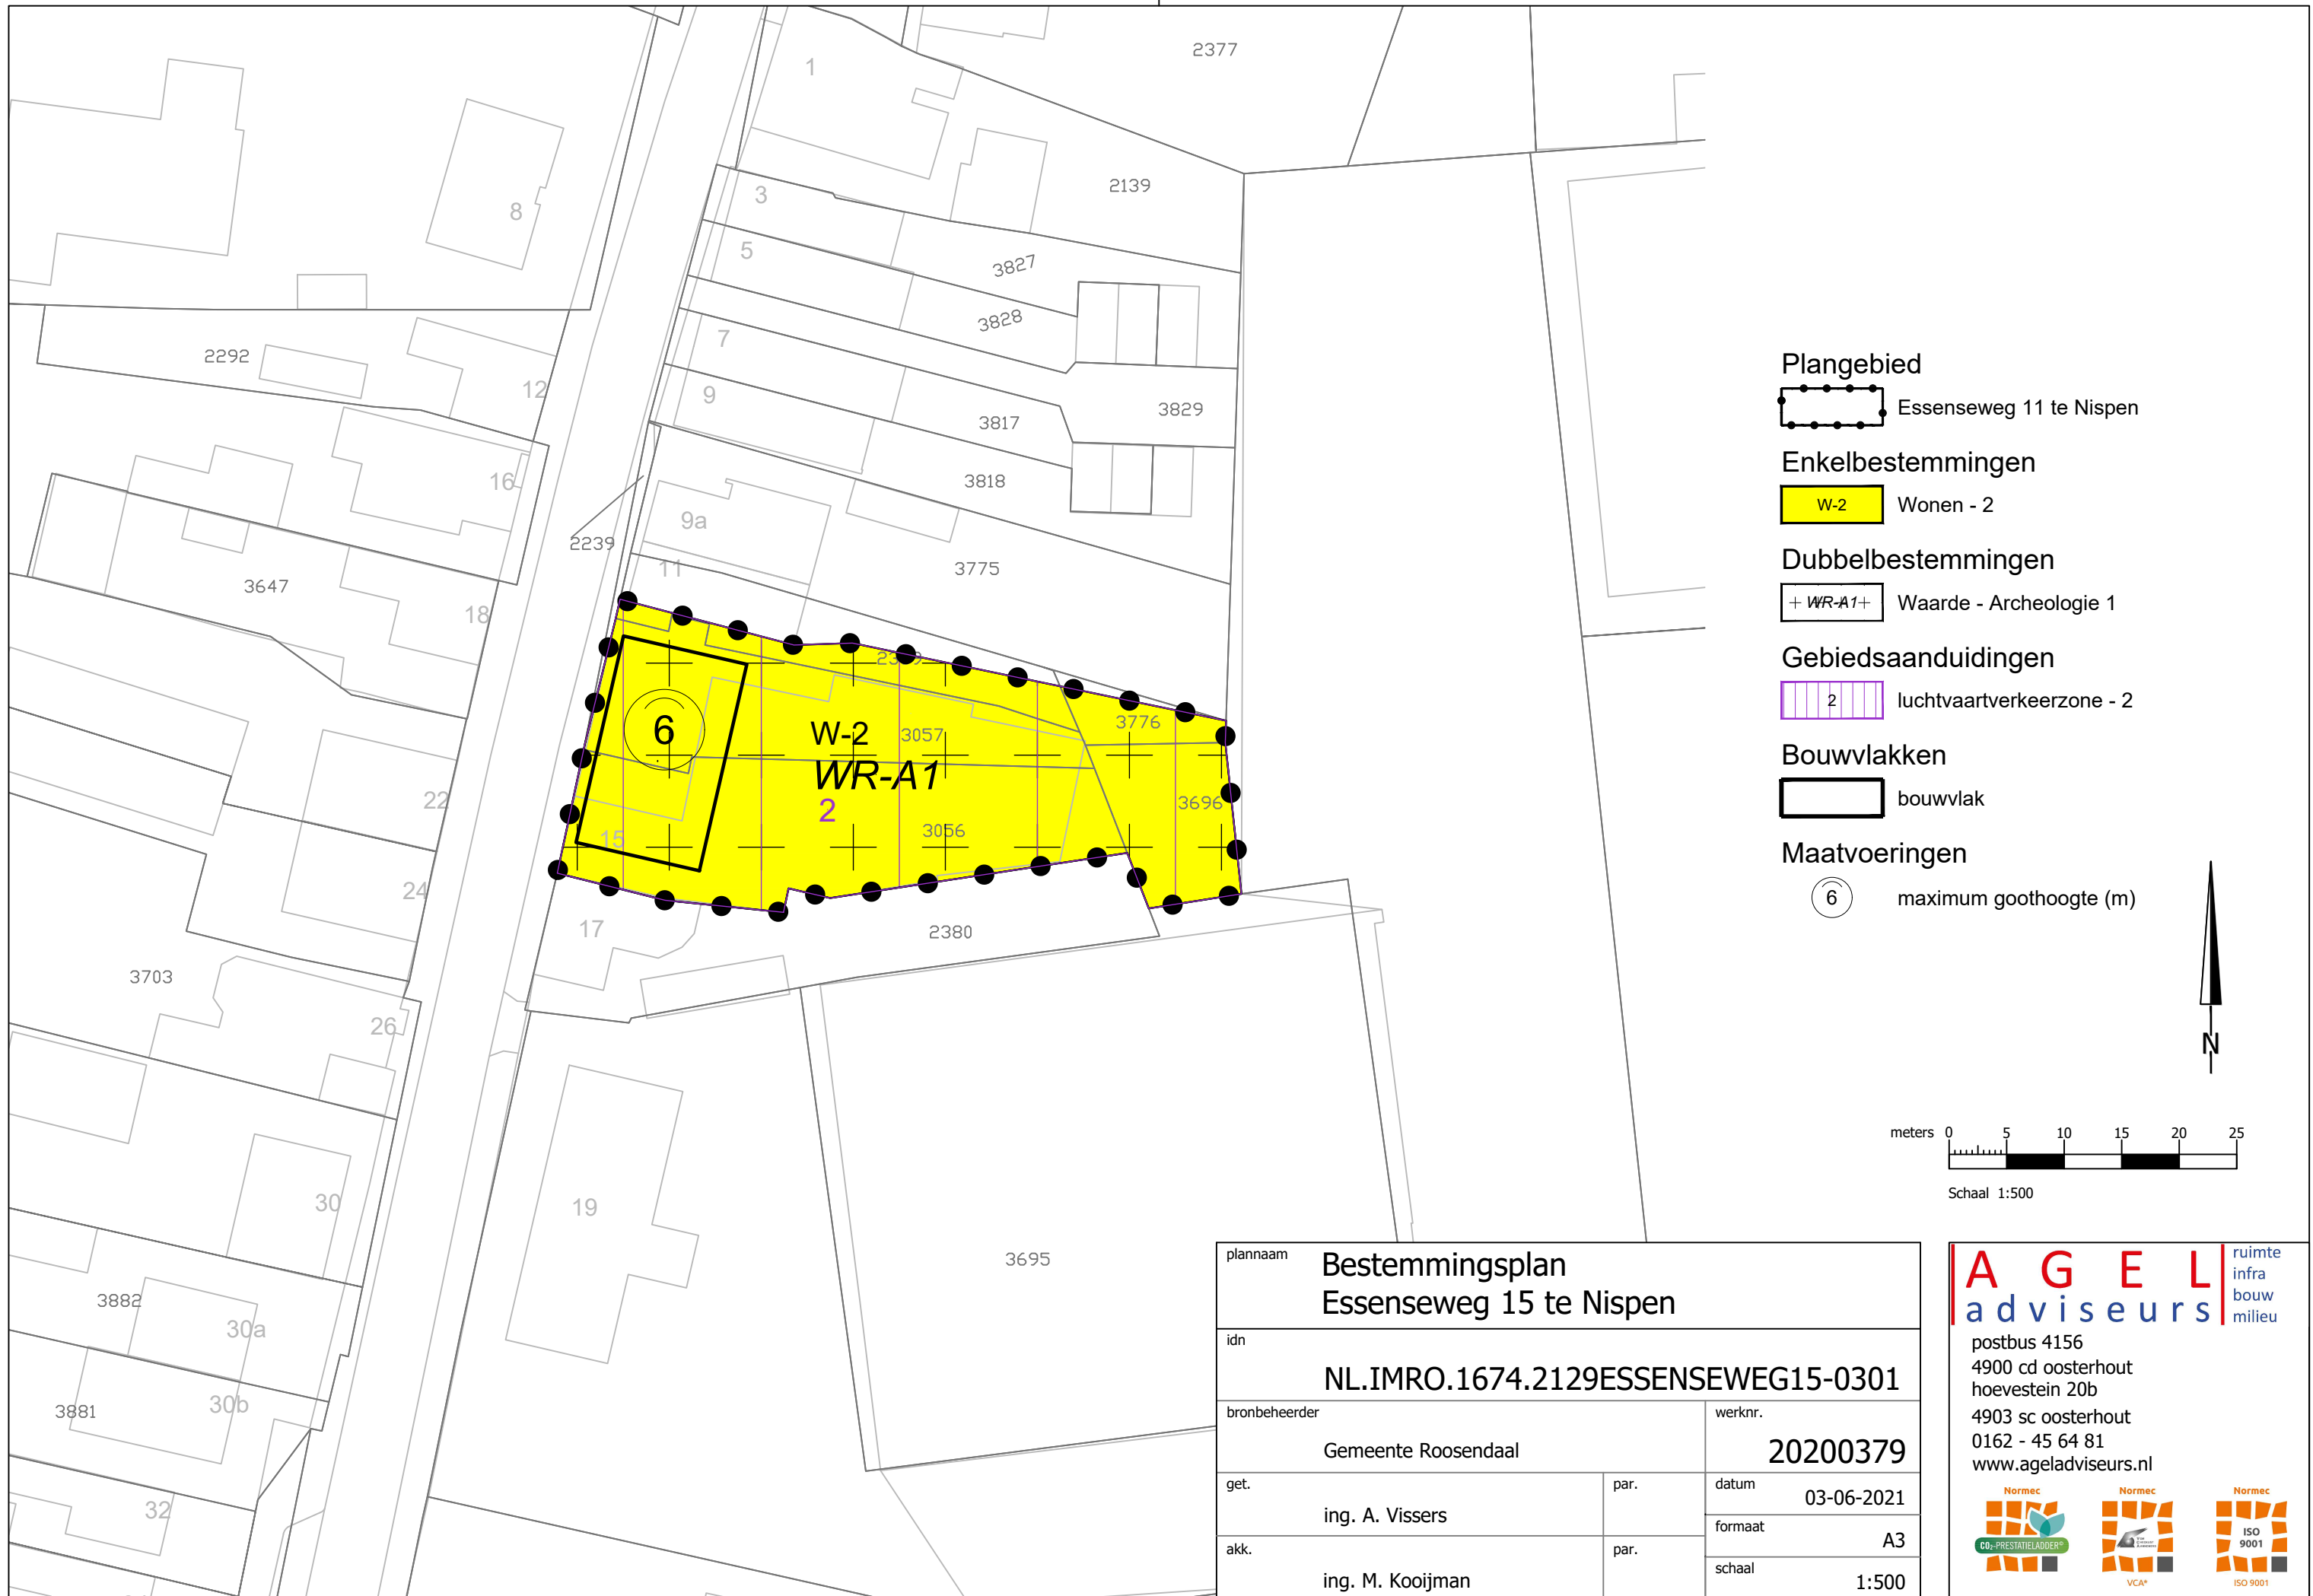 2377
1
2139
3
8
5
3827
3828
7
2292
12
9
3829
3817
16
3818
9a
2239
11
3775
3647
18
6
W-2
3057
3776
WR-A1
2
3696
22
15
3056
24
17
2380
3703
26
30
19
3695
3882
30a
30b
3881
32
Plangebied
Essenseweg 11 te Nispen
Enkelbestemmingen
W-2 Wonen - 2
Dubbelbestemmingen
WR-A1 Waarde - Archeologie 1
Gebiedsaanduidingen
2 luchtvaartverkeerzone - 2
Bouwvlakken
bouwvlak
Maatvoeringen
6 maximum goothoogte (m)
N
meters 0 5 10 15 20 25
Schaal 1:500
plannaam
Bestemmingsplan
Essenseweg 15 te Nispen
idn
NL.IMRO.1674.2129ESSENSEWEG15-0301
bronbeheerder
Gemeente Roosendaal
werknr.
20200379
get.
ing. A. Vissers
par.
datum
03-06-2021
formaat
A3
akk.
ing. M. Kooijman
par.
schaal
1:500
AGEL
adviseurs
ruimte
infra
bouw
milieu
postbus 4156
4900 cd oosterhout
hoevestein 20b
4903 sc oosterhout
0162 - 45 64 81
www.ageladviseurs.nl
Normec
CO₂-PRESTATIELADDER®
Normec
VCA*
Normec
ISO
9001
ISO 9001